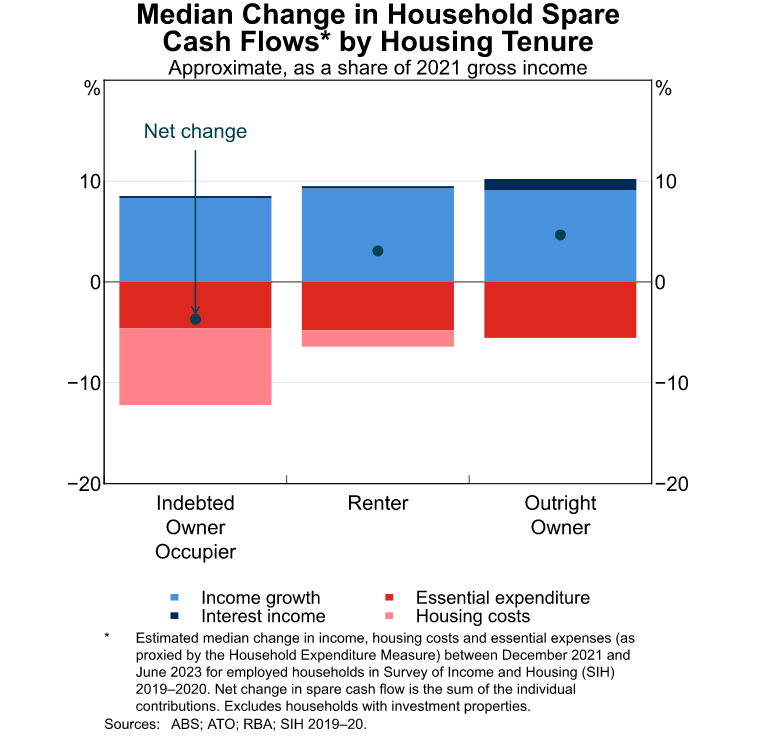 Median Change in Household Spare
Cash Flows* by Housing Tenure
Approximate, as a share of 2021 gross income
% %
Net change
10 10
0 0
−10 −10
−20 −20
Indebted
Owner
Occupier
Renter
Outright
Owner
Income growth Essential expenditure
Interest income Housing costs
* Estimated median change in income, housing costs and essential expenses (as
proxied by the Household Expenditure Measure) between December 2021 and
June 2023 for employed households in Survey of Income and Housing (SIH)
2019–2020. Net change in spare cash flow is the sum of the individual
contributions. Excludes households with investment properties.
Sources: ABS; ATO; RBA; SIH 2019–20.